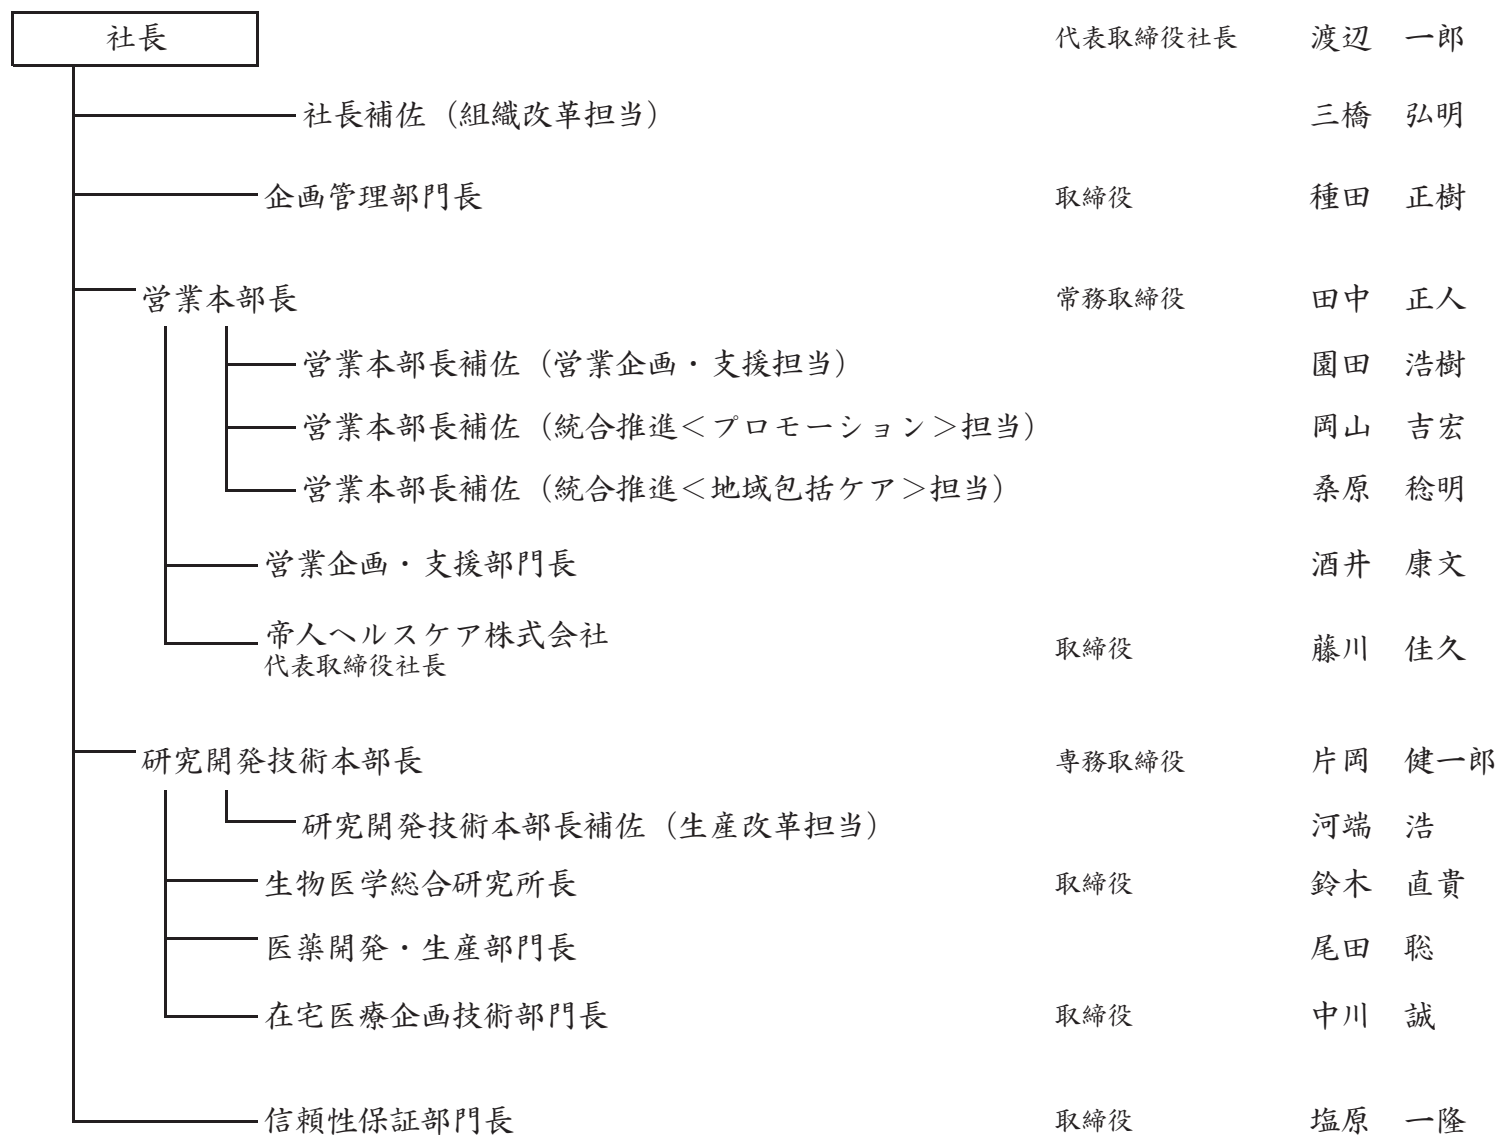 社長 代表取締役社長 渡辺 一郎
社長補佐（組織改革担当） 三橋 弘明
企画管理部門長 取締役 種田 正樹
営業本部長 常務取締役 田中 正人
営業本部長補佐（営業企画・支援担当） 園田 浩樹
営業本部長補佐（統合推進＜プロモーション＞担当） 岡山 吉宏
営業本部長補佐（統合推進＜地域包括ケア＞担当） 桑原 稔明
営業企画・支援部門長 酒井 康文
帝人ヘルスケア株式会社 取締役 藤川 佳久
代表取締役社長
研究開発技術本部長 専務取締役 片岡 健一郎
研究開発技術本部長補佐（生産改革担当） 河端 浩
生物医学総合研究所長 取締役 鈴木 直貴
医薬開発・生産部門長 尾田 聡
在宅医療企画技術部門長 取締役 中川 誠
信頼性保証部門長 取締役 塩原 一隆